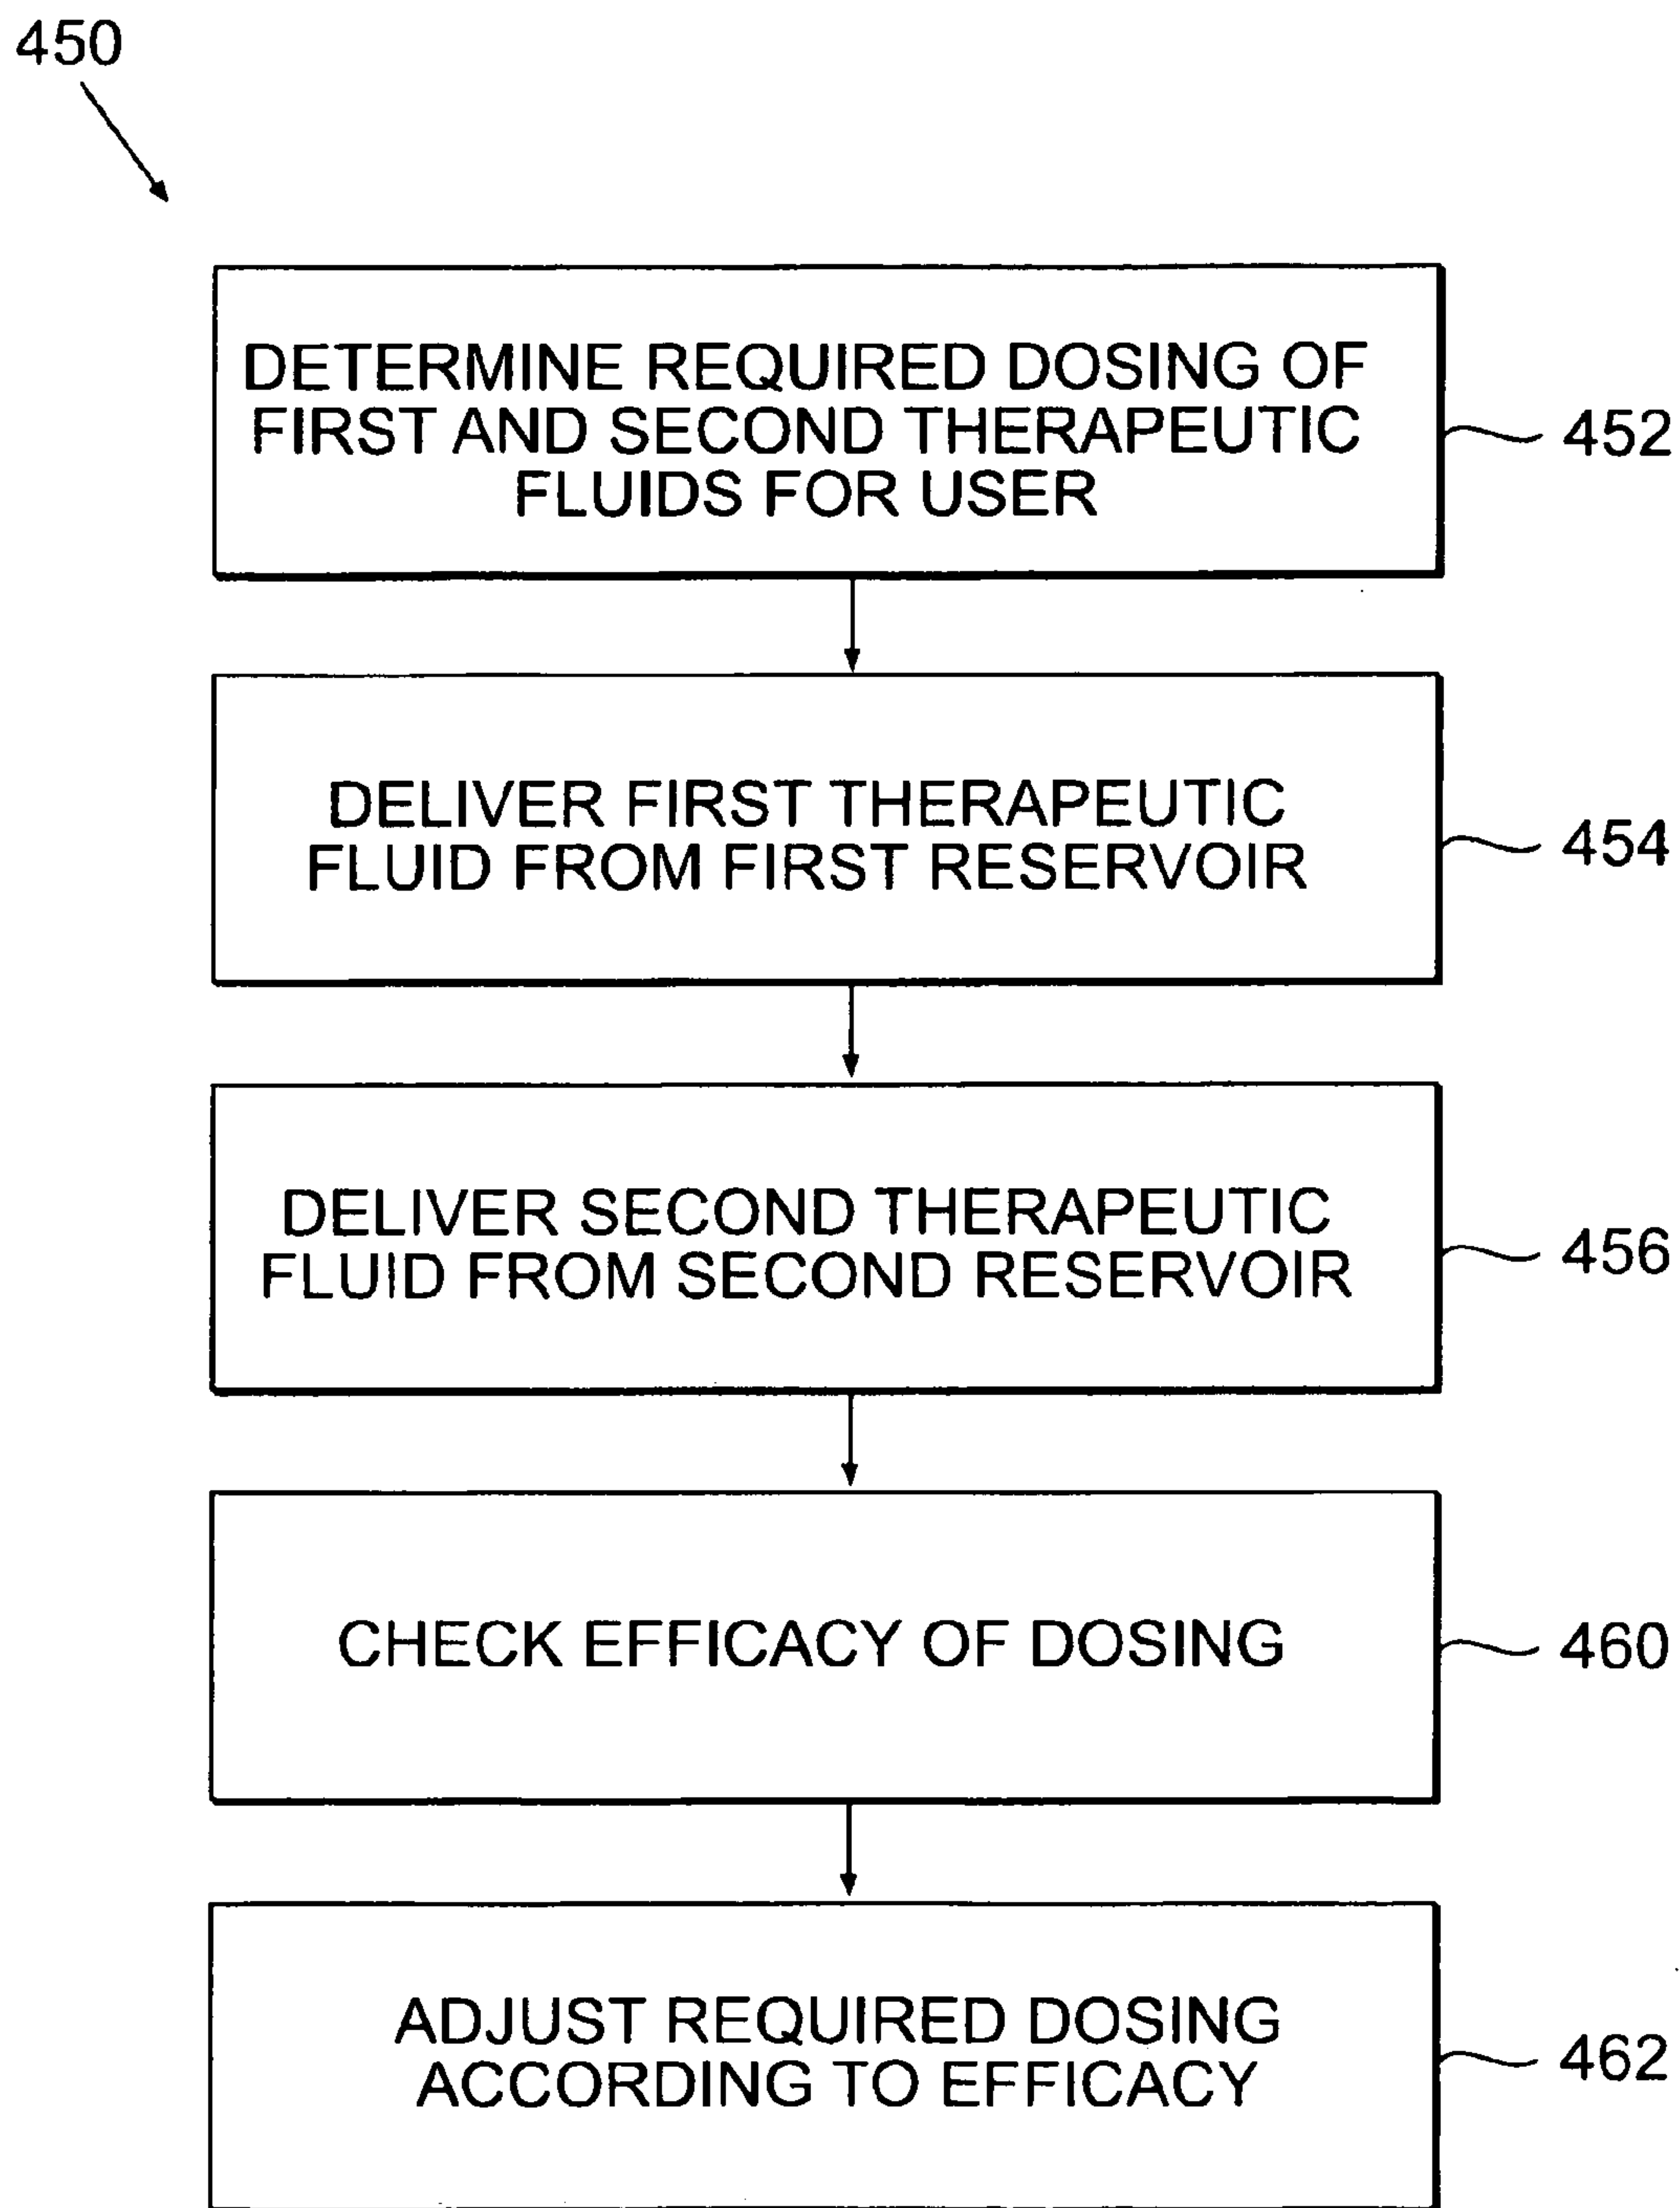 450
DETERMINE REQUIRED DOSING OF
FIRST AND SECOND THERAPEUTIC
FLUIDS FOR USER
452
DELIVER FIRST THERAPEUTIC
FLUID FROM FIRST RESERVOIR
454
DELIVER SECOND THERAPEUTIC
FLUID FROM SECOND RESERVOIR
456
CHECK EFFICACY OF DOSING
460
ADJUST REQUIRED DOSING
ACCORDING TO EFFICACY
462